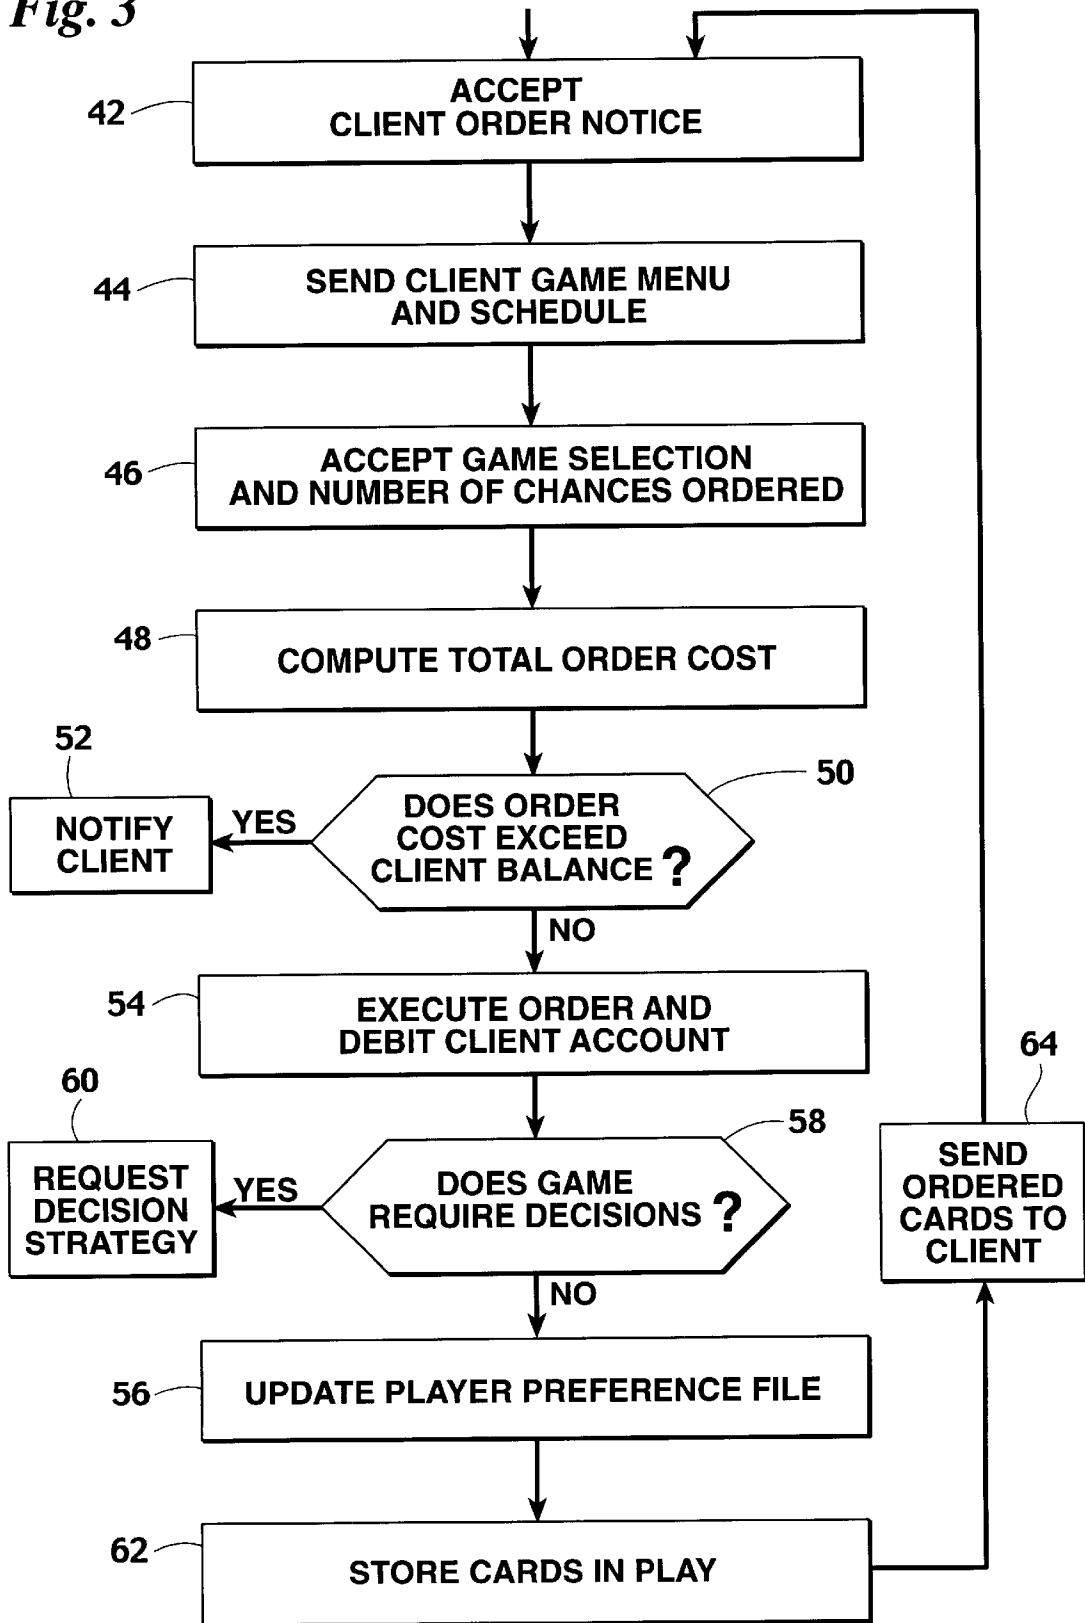 Fig. 3
42
ACCEPT
CLIENT ORDER NOTICE
44
SEND CLIENT GAME MENU
AND SCHEDULE
46
ACCEPT GAME SELECTION
AND NUMBER OF CHANCES ORDERED
48
COMPUTE TOTAL ORDER COST
52
NOTIFY
CLIENT
YES
50
DOES ORDER
COST EXCEED
CLIENT BALANCE ?
NO
54
EXECUTE ORDER AND
DEBIT CLIENT ACCOUNT
60
REQUEST
DECISION
STRATEGY
YES
58
DOES GAME
REQUIRE DECISIONS ?
NO
64
SEND
ORDERED
CARDS TO
CLIENT
56
UPDATE PLAYER PREFERENCE FILE
62
STORE CARDS IN PLAY